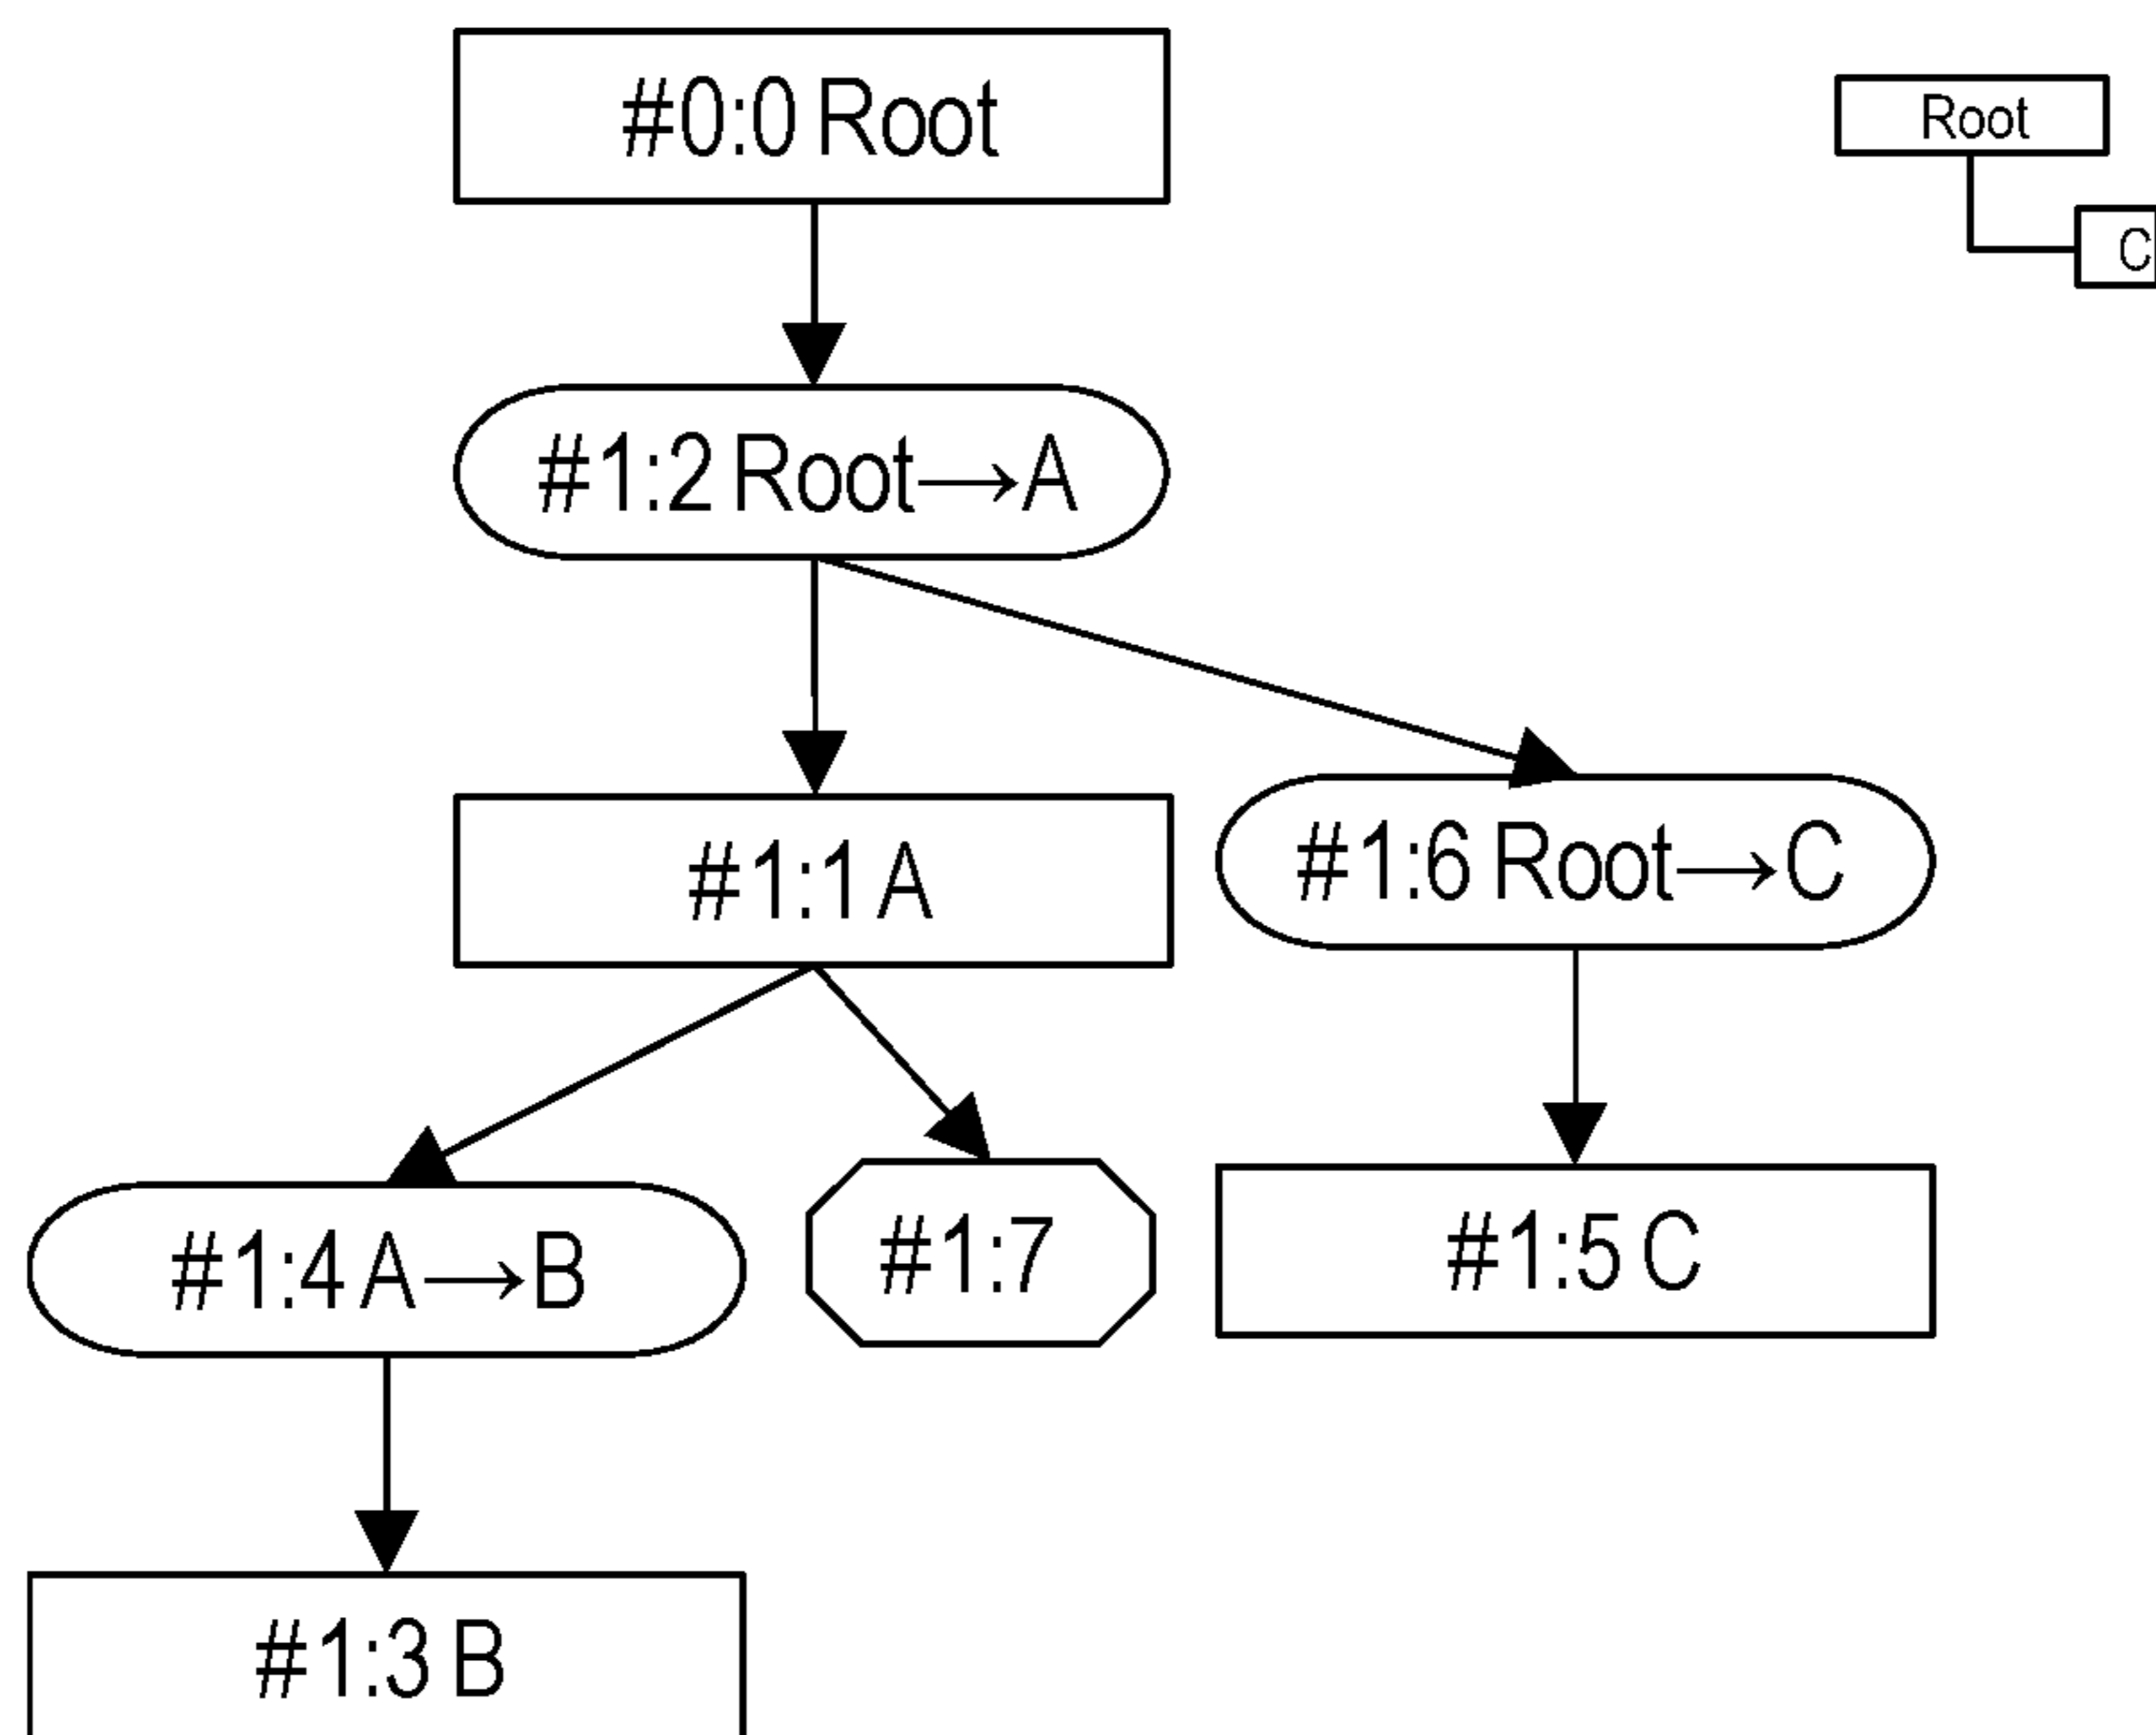 #0:0 Root
Root
C
#1:2 Root→A
#1:1 A
#1:6 Root→C
#1:4 A→B
#1:7
#1:5 C
#1:3 B